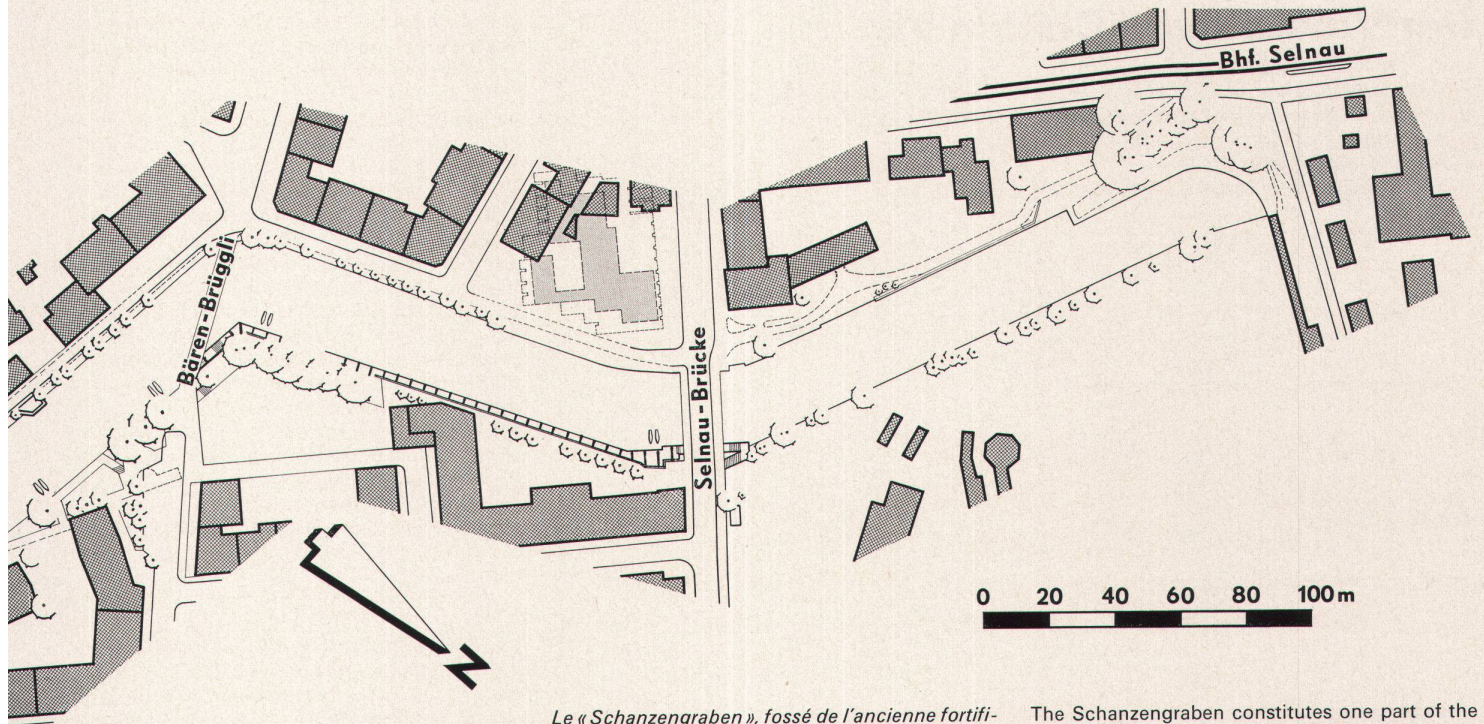 Bhf. Selnau
Bären-Brüggli
Selnau-Brücke
0 20 40 60 80 100 m
N
Le « Schanzengraben », fossé de l'ancienne fortifi-
The Schanzengraben constitutes one part of the